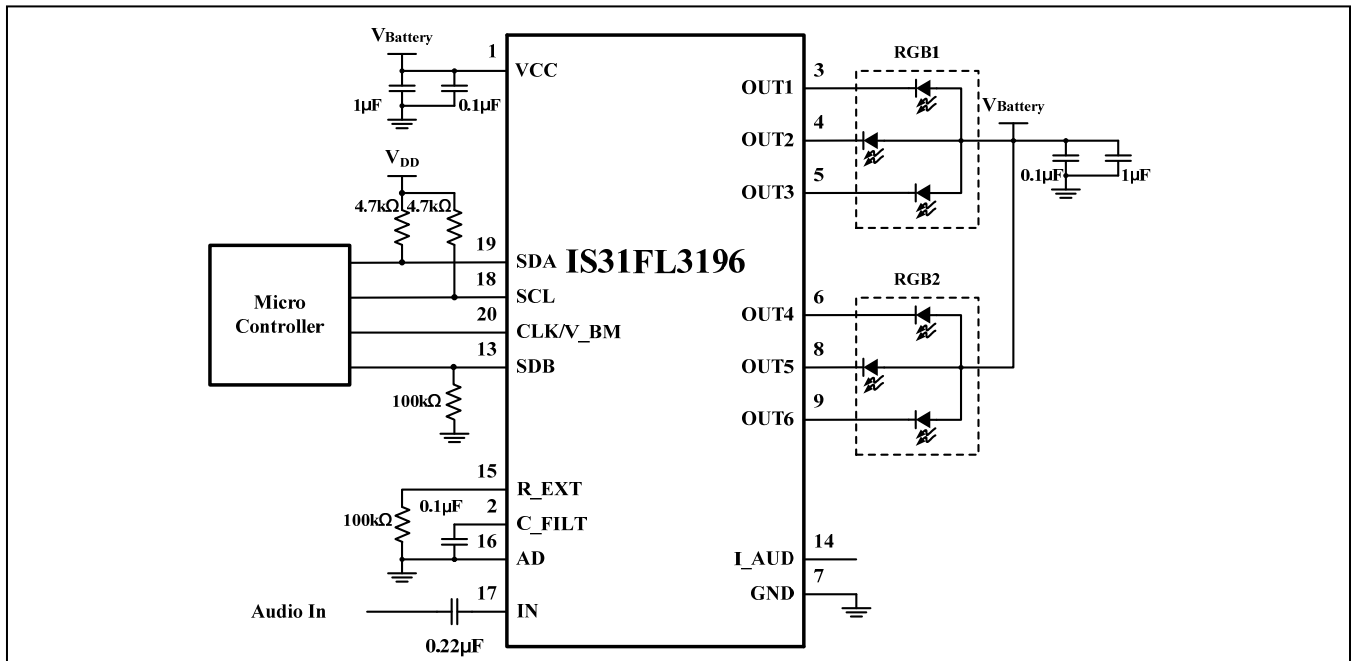 VBattery
1
VCC
1μF
0.1μF
VDD
4.7kΩ
4.7kΩ
19
SDA
18
SCL
20
CLK/V_BM
13
SDB
Micro
Controller
100kΩ
15
R_EXT
0.1μF
2
C_FILT
100kΩ
16
AD
Audio In
17
IN
0.22μF
IS31FL3196
RGB1
3
OUT1
4
OUT2
5
OUT3
VBattery
0.1μF
1μF
RGB2
6
OUT4
8
OUT5
9
OUT6
14
I_AUD
7
GND